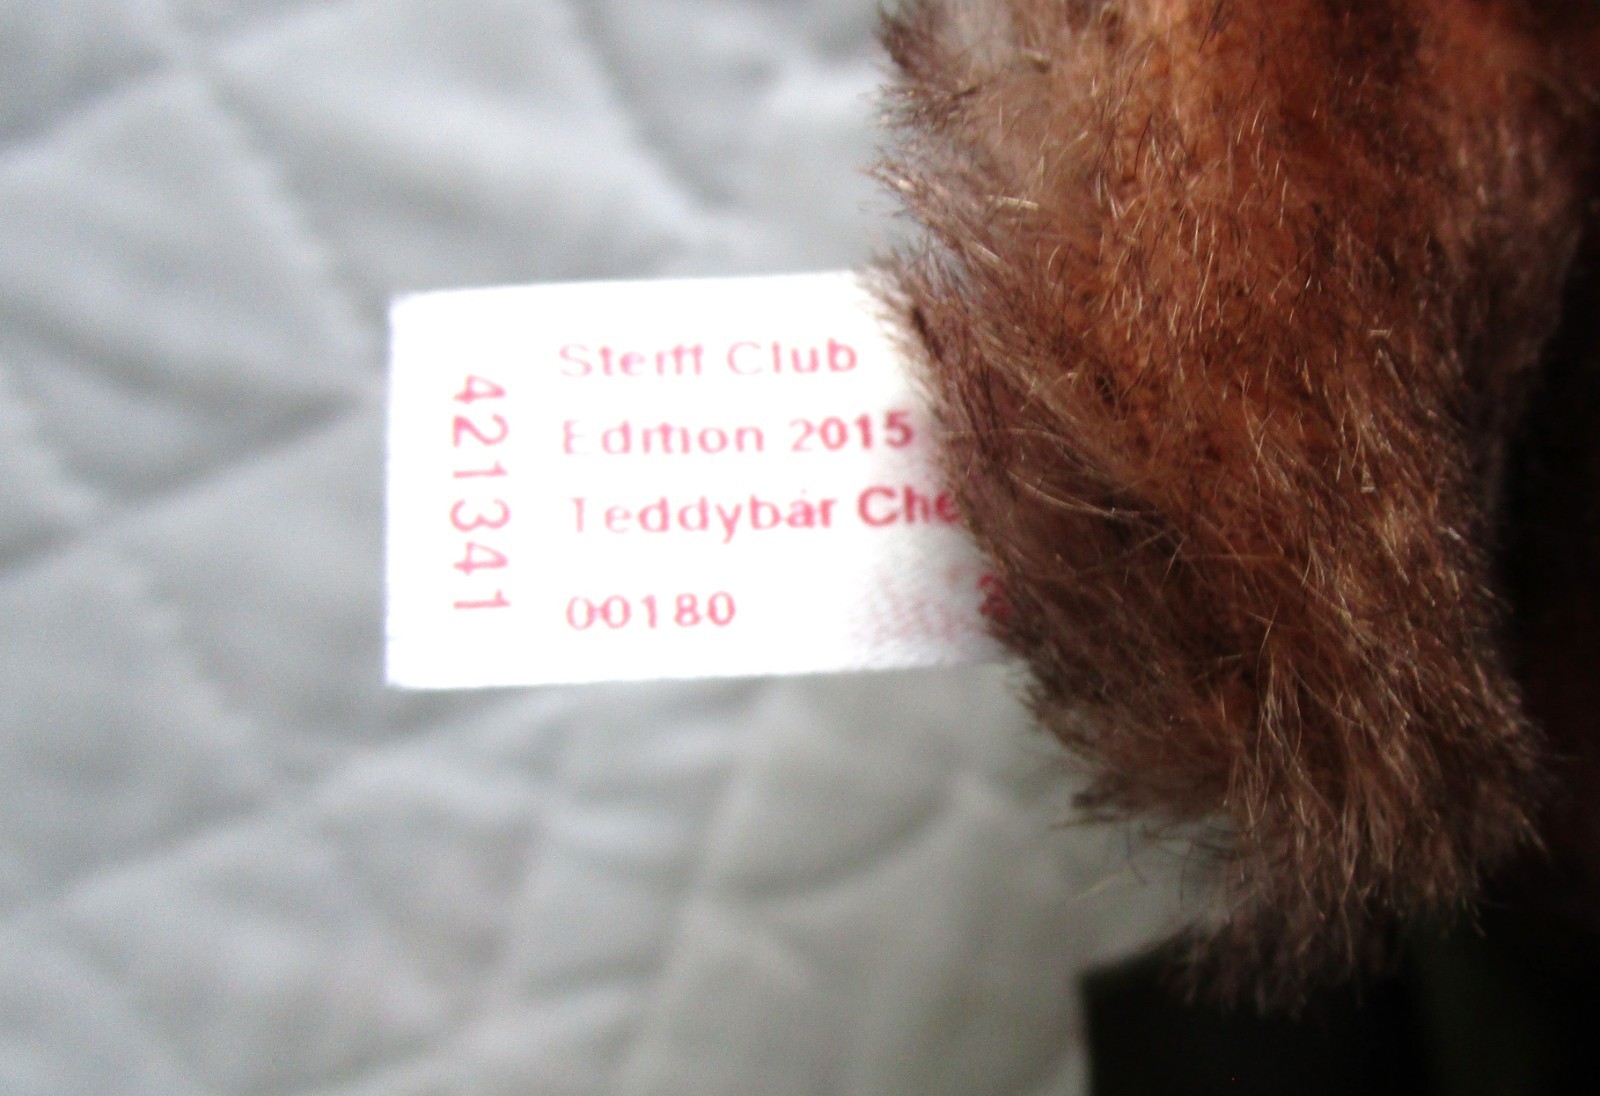 421341
Steiff Club
Edition 2015
Teddybär Che
00180